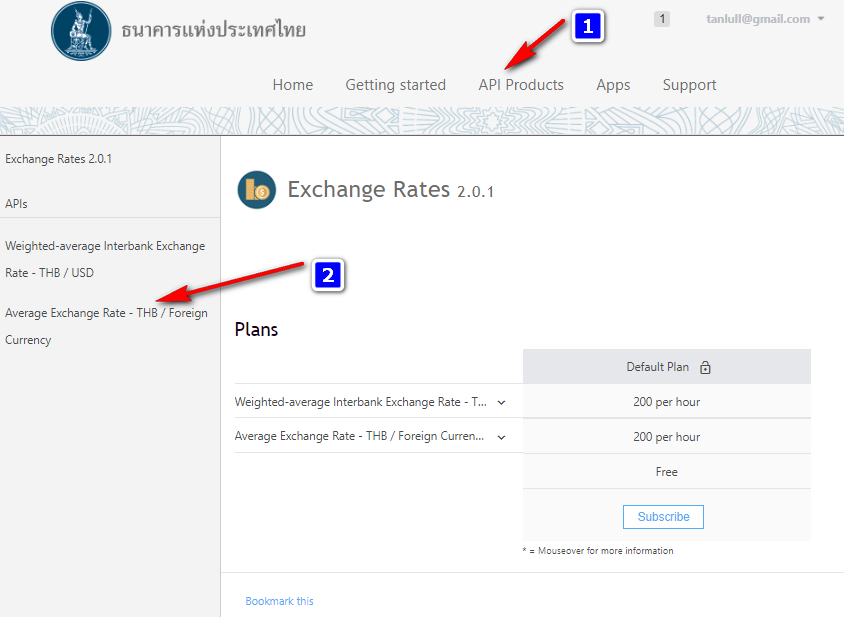 ธนาคารแห่งประเทศไทย
1
1
tanlull@gmail.com
Home Getting started API Products Apps Support
Exchange Rates 2.0.1
APIs
Weighted-average Interbank Exchange
Rate - THB / USD
Average Exchange Rate - THB / Foreign
Currency
2
Exchange Rates 2.0.1
Plans
Default Plan
Weighted-average Interbank Exchange Rate - T... 200 per hour
Average Exchange Rate - THB / Foreign Curren... 200 per hour
Free
Subscribe
* = Mouseover for more information
Bookmark this